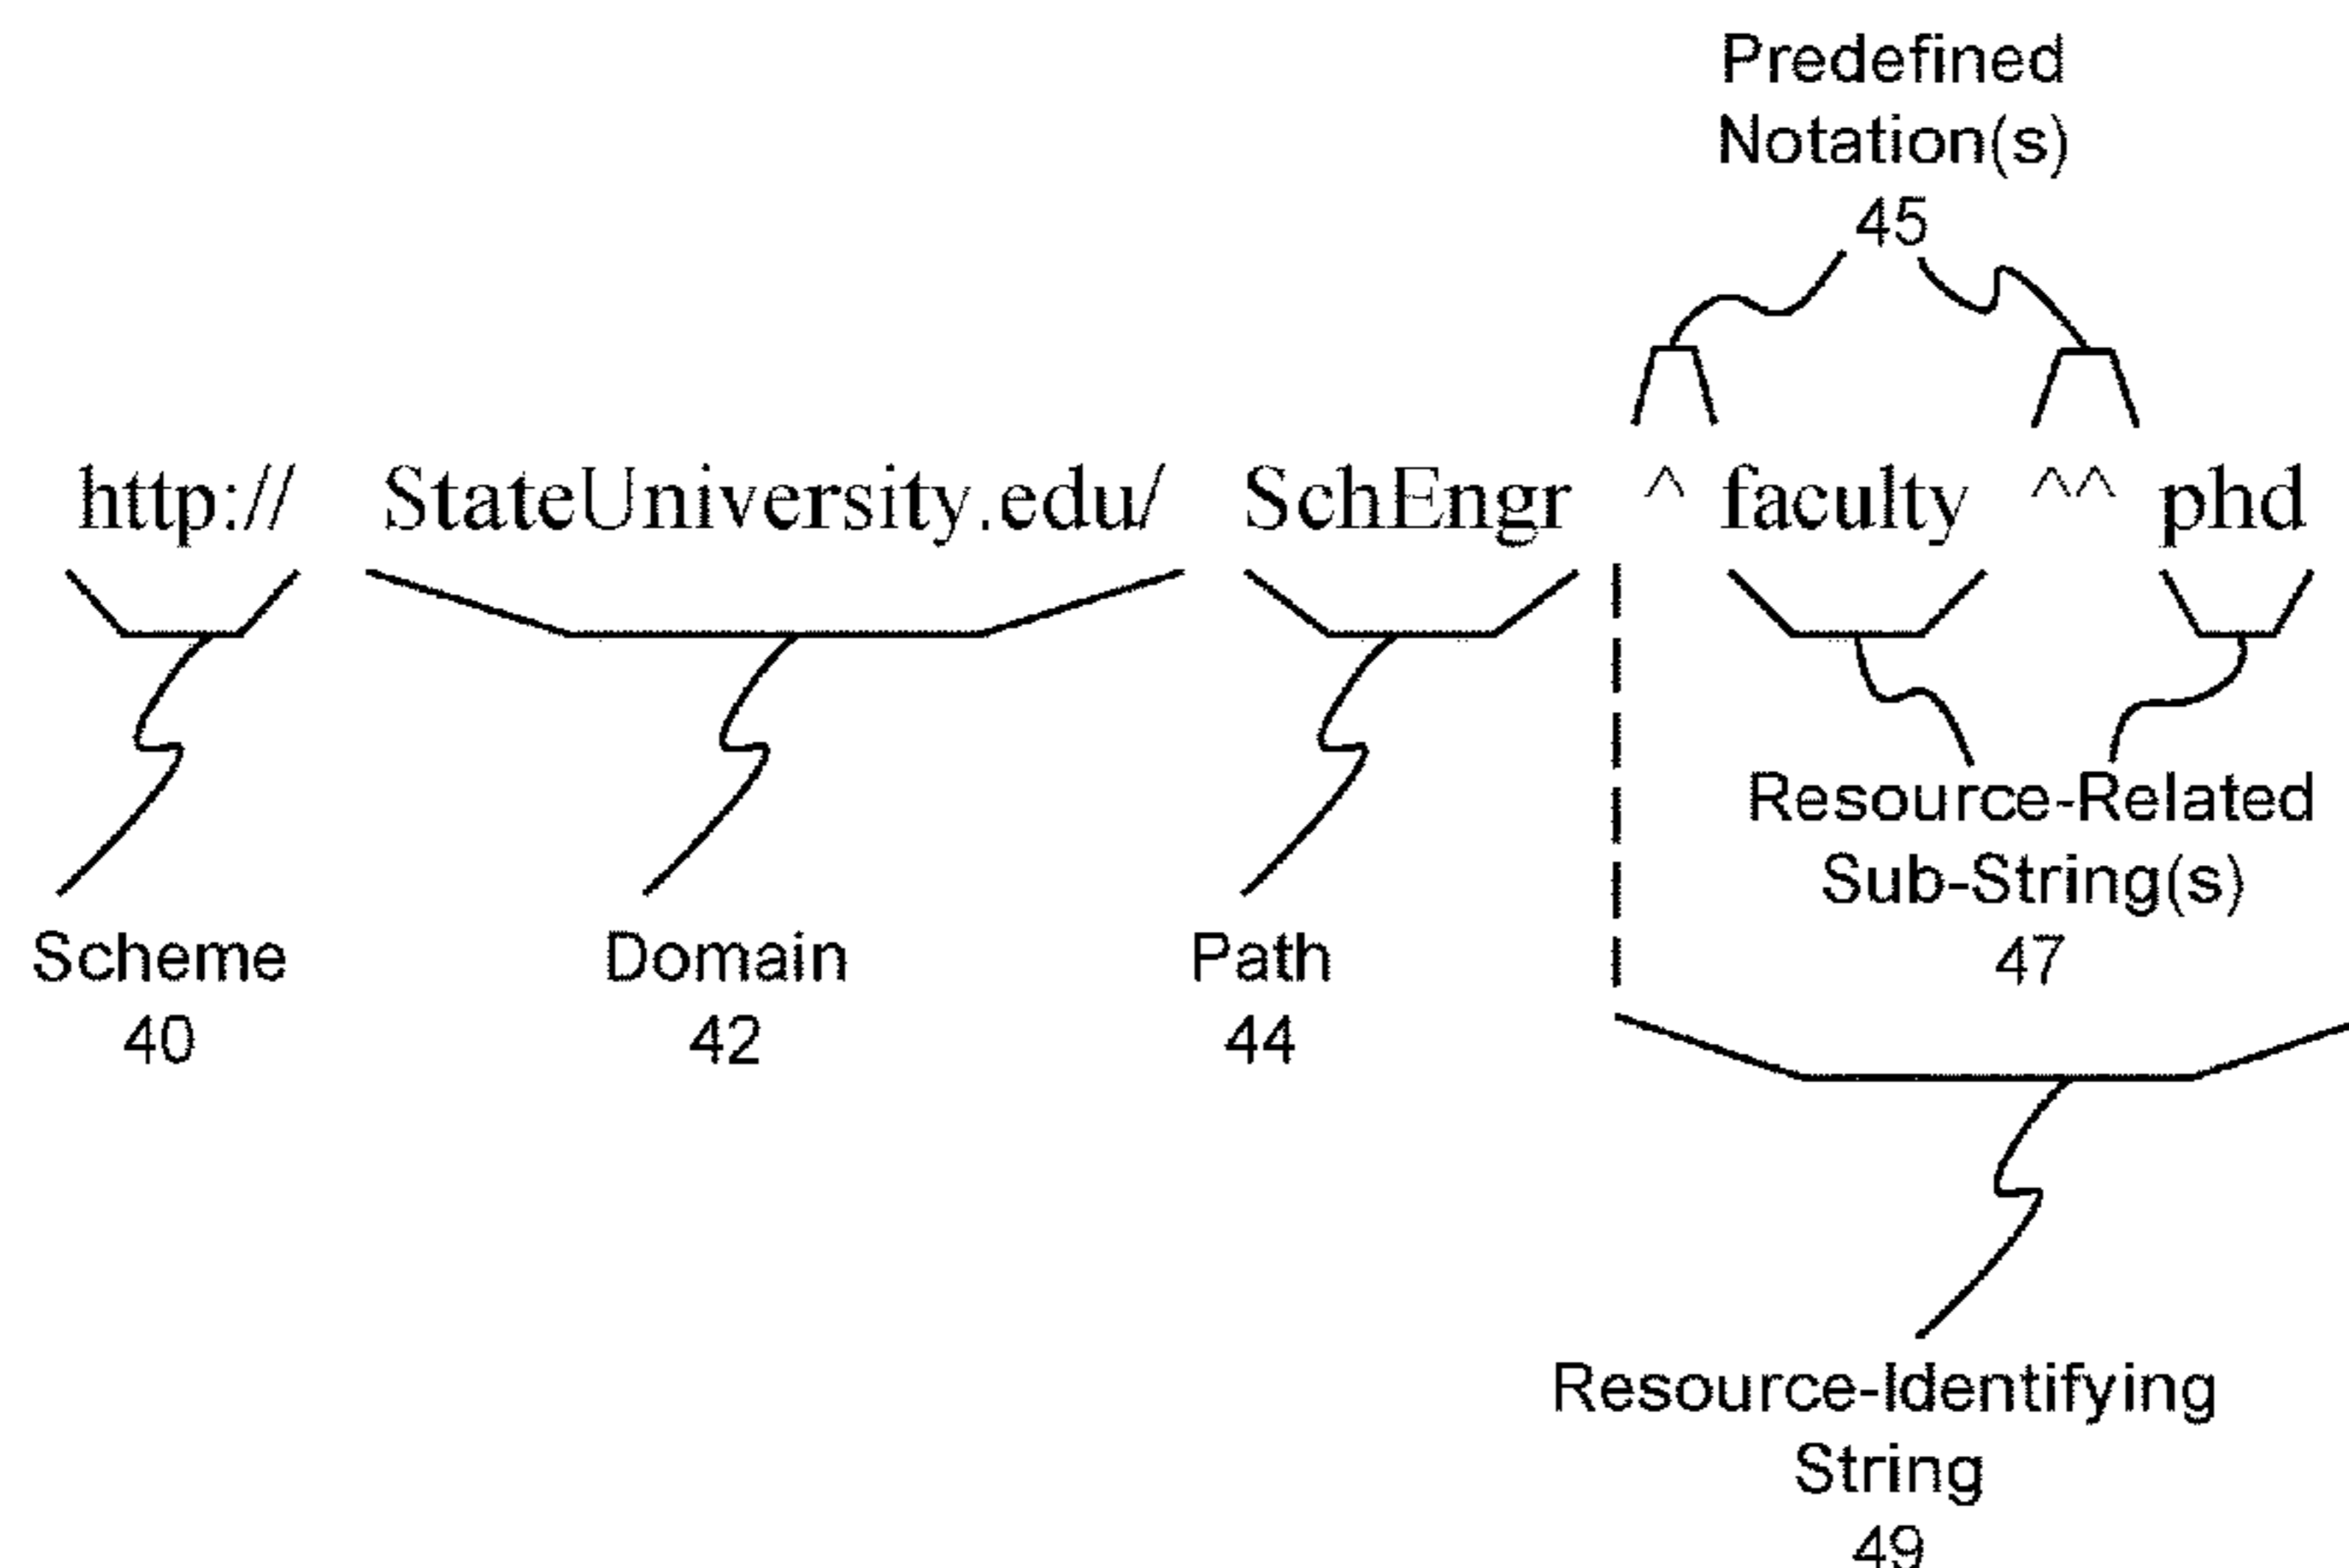 Predefined
Notation(s)
45
http:// StateUniversity.edu/ SchEngr ^ faculty ^^ phd
Resource-Related
Sub-String(s)
47
Scheme
40
Domain
42
Path
44
Resource-Identifying
String
49